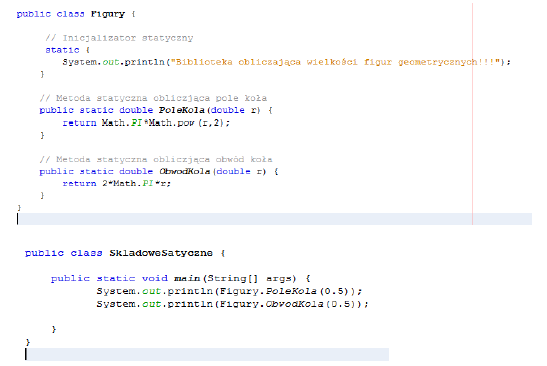 public class Figury {
// Inicjalizator statyczny
static {
System.out.println("Biblioteka obliczająca wielkości figur geometrycznych!!!");
}
// Metoda statyczna obliczjąca pole koła
public static double PoleKola(double r) {
return Math.PI*Math.pow(r,2);
}
// Metoda statyczna obliczjąca obwód koła
public static double ObwodKola(double r) {
return 2*Math.PI*r;
}
}
public class SkladoweSatyczne {
public static void main(String[] args) {
System.out.println(Figury.PoleKola(0.5));
System.out.println(Figury.ObwodKola(0.5));
}
}